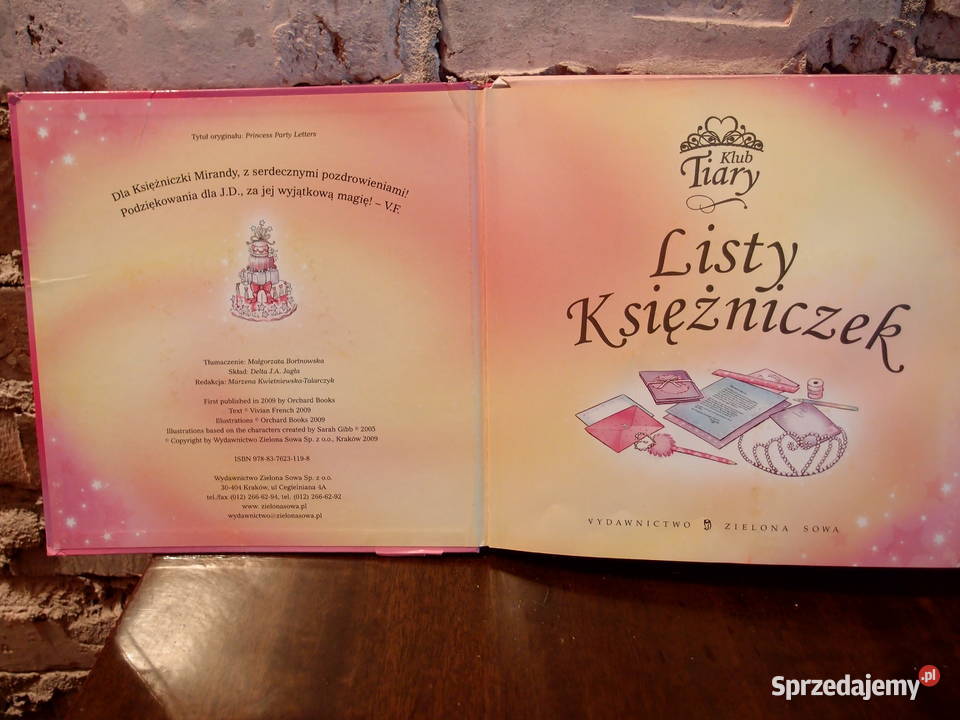 Tytuł oryginału: Princess Party Letters
Dla Księżniczki Mirandy, z serdecznymi pozdrowieniami!
Podziękowania dla J.D., za jej wyjątkową magię! – V.F.
Tłumaczenie: Małgorzata Bortnowska
Skład: Delta J.A. Jagła
Redakcja: Marzena Kwietniewska-Talarczyk
First published in 2009 by Orchard Books
Text © Vivian French 2009
Illustrations © Orchard Books 2009
Illustrations based on the characters created by Sarah Gibb © 2005
© Copyright by Wydawnictwo Zielona Sowa Sp. z o.o., Kraków 2009
ISBN 978-83-7623-119-8
Wydawnictwo Zielona Sowa Sp. z o.o.
30-404 Kraków, ul Cegielniana 4A
tel./fax (012) 266-62-94, tel. (012) 266-62-92
www. zielonasowa.pl
wydawnictwo@zielonasowa.pl
Klub
Tiary
Listy
Księżniczek
WYDAWNICTWO ZIELONA SOWA
Sprzedajemy.pl